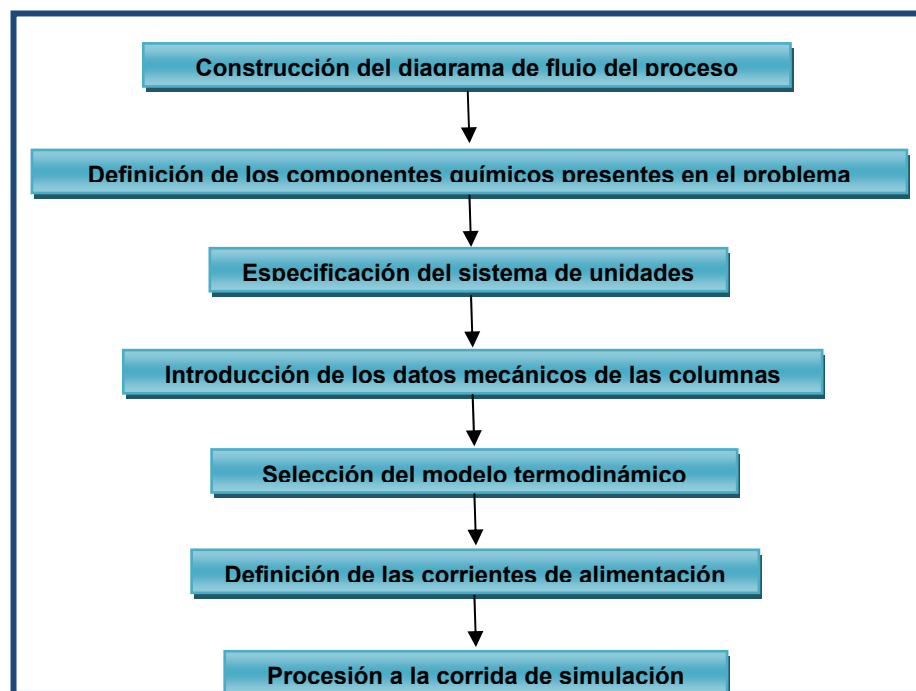 Construcción del diagrama de flujo del proceso
Definición de los componentes químicos presentes en el problema
Especificación del sistema de unidades
Introducción de los datos mecánicos de las columnas
Selección del modelo termodinámico
Definición de las corrientes de alimentación
Procesión a la corrida de simulación